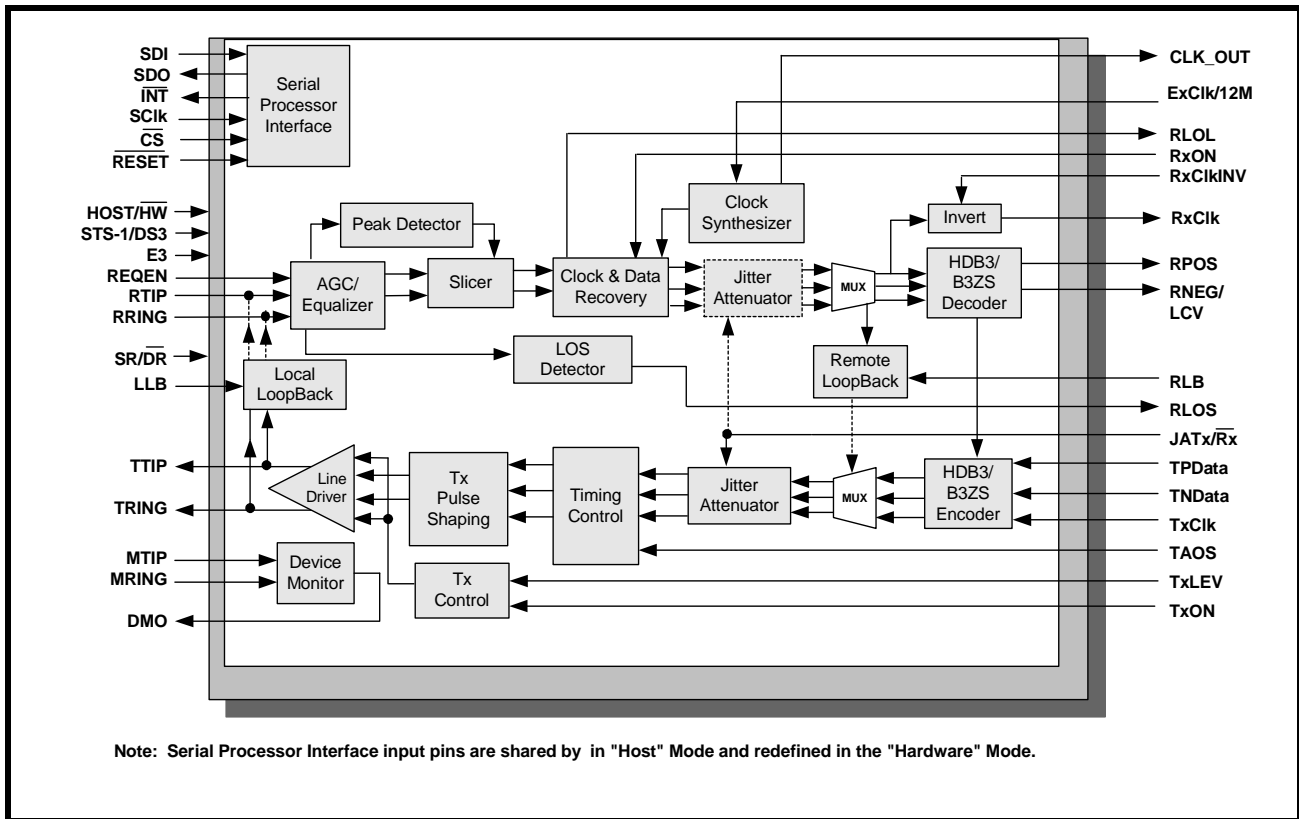 SDI
SDO
INT
SClk
CS
RESET
HOST/HW
STS-1/DS3
E3
REQEN
RTIP
RRING
SR/DR
LLB
TTIP
TRING
MTIP
MRING
DMO
Serial
Processor
Interface
Peak Detector
AGC/
Equalizer
Slicer
Clock & Data
Recovery
Clock
Synthesizer
Jitter
Attenuator
MUX
Invert
HDB3/
B3ZS
Decoder
LOS
Detector
Remote
LoopBack
Local
LoopBack
Line
Driver
Tx
Pulse
Shaping
Timing
Control
Jitter
Attenuator
MUX
HDB3/
B3ZS
Encoder
Device
Monitor
Tx
Control
CLK_OUT
ExClk/12M
RLOL
RxON
RxClkINV
RxClk
RPOS
RNEG/
LCV
RLB
RLOS
JATx/Rx
TPData
TNData
TxClk
TAOS
TxLEV
TxON
Note: Serial Processor Interface input pins are shared by in "Host" Mode and redefined in the "Hardware" Mode.